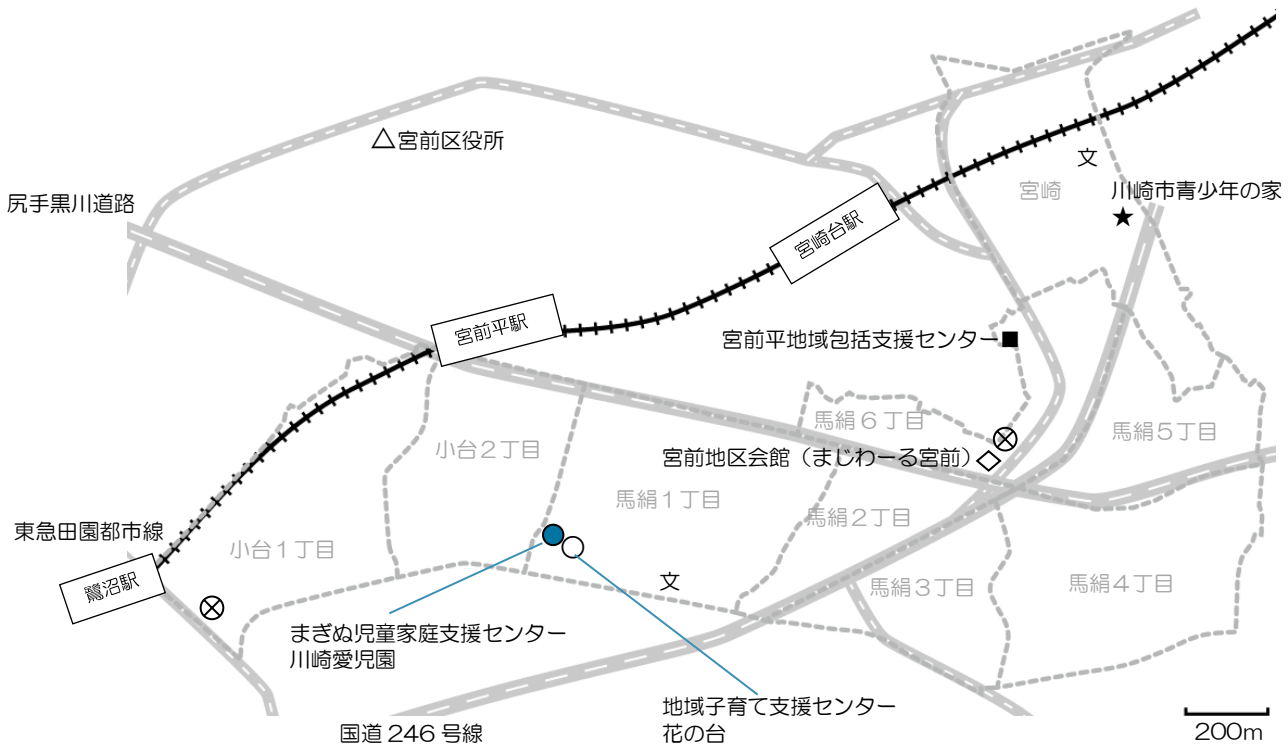 宮前区役所
文
宮崎
川崎市青少年の家
尻手黒川道路
宮崎台駅
宮前平駅
宮前平地域包括支援センター
馬絹6丁目
馬絹5丁目
小台2丁目
宮前地区会館（まじわーる宮前）
馬絹1丁目
馬絹2丁目
東急田園都市線
小台1丁目
鷺沼駅
文
馬絹3丁目
馬絹4丁目
まぎぬ児童家庭支援センター
川崎愛児園
地域子育て支援センター
花の台
国道246号線
200m